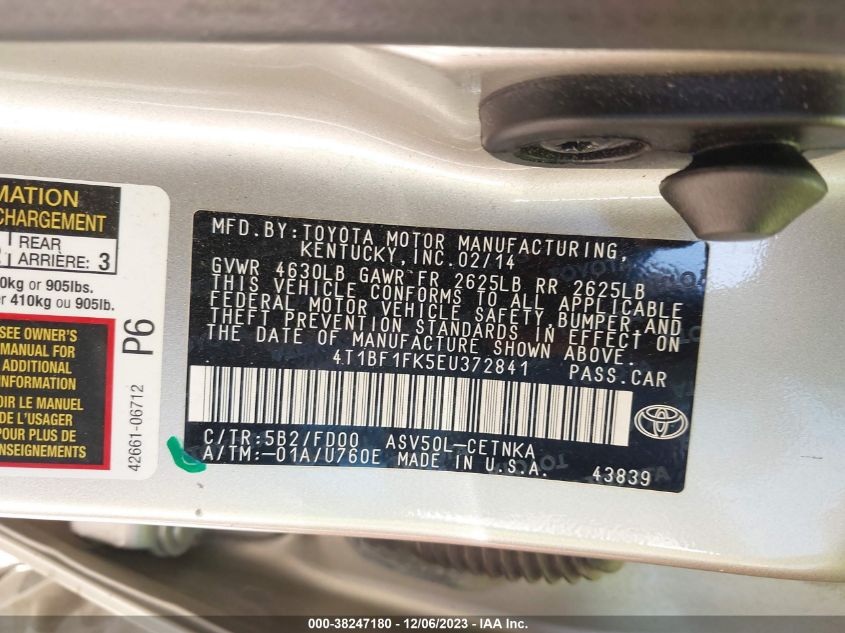 MATION
CHARGEMENT
REAR
ARRIÈRE: 3
kg or 905lbs.
410kg ou 905lb.
SEE OWNER'S
MANUAL FOR
ADDITIONAL
INFORMATION
OIR LE MANUEL
DE L'USAGER
POUR PLUS DE
ENSEIGNEMENTS
42661-06712
P6
MFD.BY:TOYOTA MOTOR MANUFACTURING,
KENTUCKY,INC.02/14
GVWR 4630LB GAWR FR 2625LB RR 2625LB
THIS VEHICLE CONFORMS TO ALL APPLICABLE
FEDERAL MOTOR VEHICLE SAFETY,BUMPER,AND
THEFT PREVENTION STANDARDS IN EFFECT ON
THE DATE OF MANUFACTURE SHOWN ABOVE.
4T1BF1FK5EU372841 PASS.CAR
C/TR:5B2/FD00 ASV50L-CETNKA
A/TM:-01A/U760E MADE IN U.S.A.
43839
TOYOTA
000-38247180 - 12/06/2023 - IAA Inc.